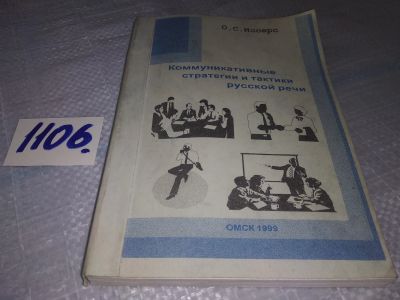 О.С.Иссерс
Коммуникативные
стратегии и тактики
русской речи
1106.
ОМСК 1999